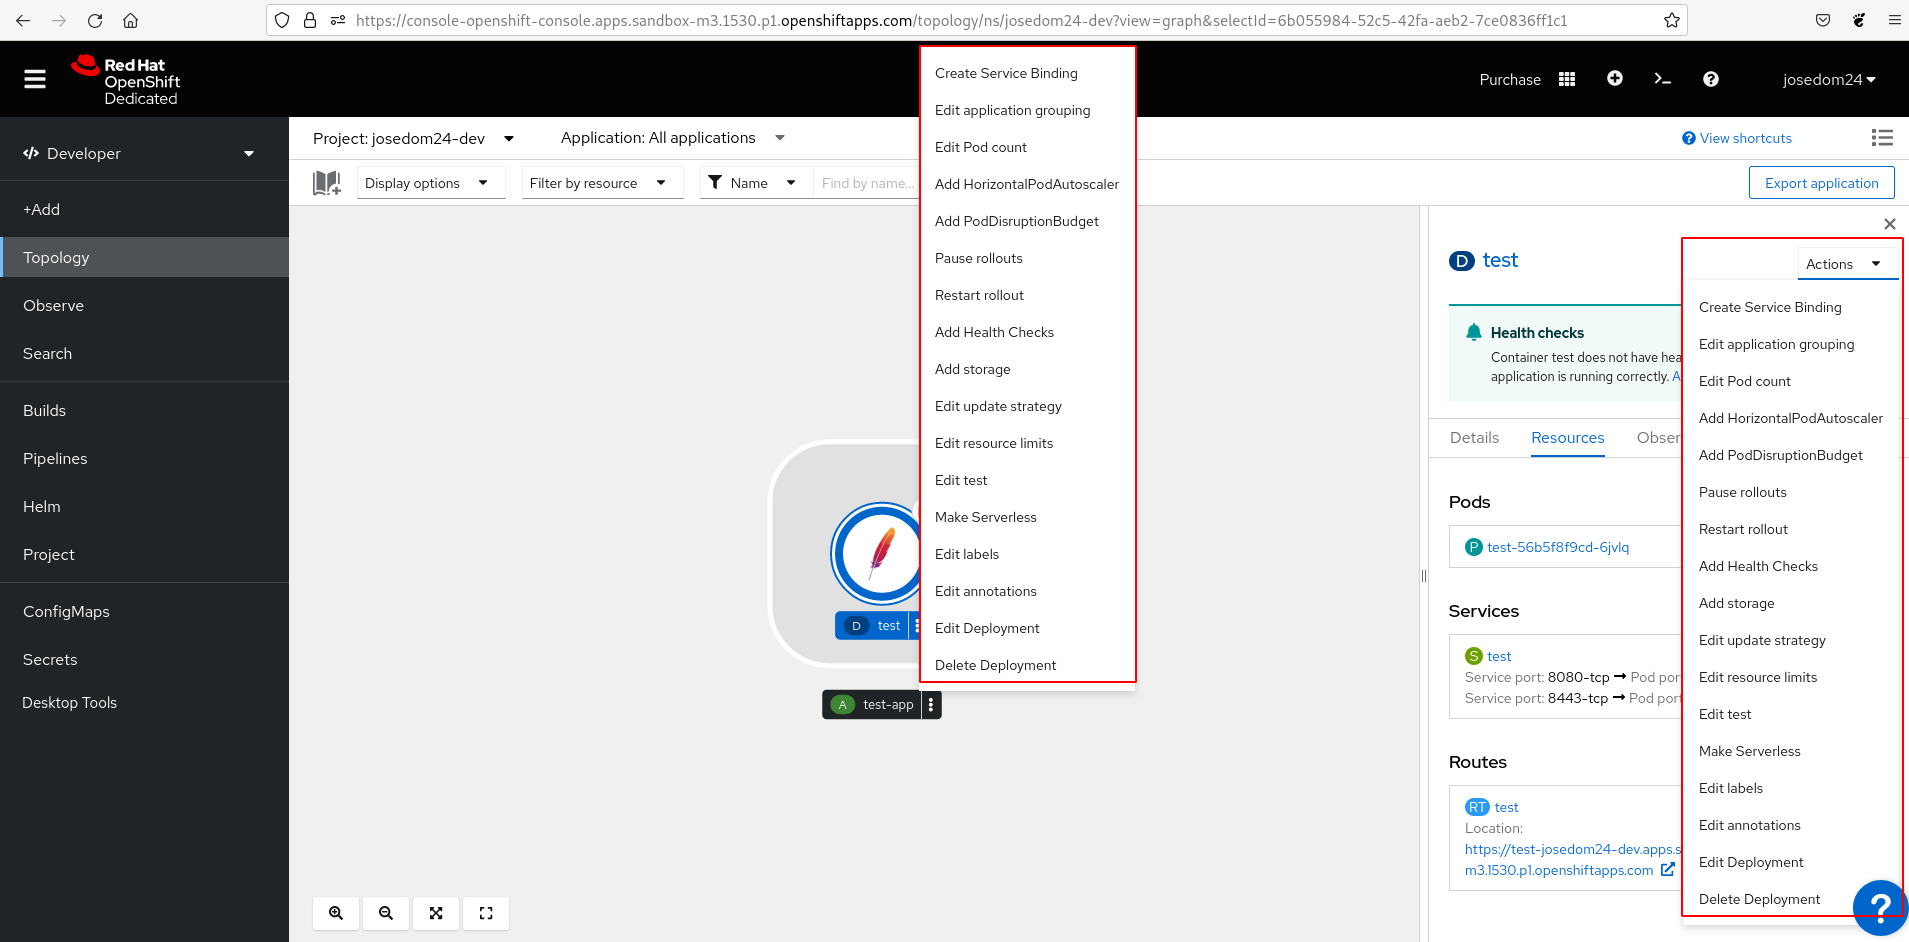 https://console-openshift-console.apps.sandbox-m3.1530.p1.openshiftapps.com/topology/ns/josedom24-dev?view=graph&selectId=6b055984-52c5-42fa-aeb2-7ce0836ff1c1
Red Hat
OpenShift
Dedicated
Purchase
josedom24
Developer
+Add
Topology
Observe
Search
Builds
Pipelines
Helm
Project
ConfigMaps
Secrets
Desktop Tools
Project: josedom24-dev
Application: All applications
View shortcuts
Display options
Filter by resource
Name
Find by name...
Export application
Create Service Binding
Edit application grouping
Edit Pod count
Add HorizontalPodAutoscaler
Add PodDisruptionBudget
Pause rollouts
Restart rollout
Add Health Checks
Add storage
Edit update strategy
Edit resource limits
Edit test
Make Serverless
Edit labels
Edit annotations
Edit Deployment
Delete Deployment
D test
A test-app
D test
Actions
Health checks
Container test does not have hea
application is running correctly. A
Details
Resources
Obser
Pods
P test-56b5f8f9cd-6jvlq
Services
S test
Service port: 8080-tcp → Pod por
Service port: 8443-tcp → Pod port
Routes
RT test
Location:
https://test-josedom24-dev.apps.s
m3.1530.p1.openshiftapps.com
Create Service Binding
Edit application grouping
Edit Pod count
Add HorizontalPodAutoscaler
Add PodDisruptionBudget
Pause rollouts
Restart rollout
Add Health Checks
Add storage
Edit update strategy
Edit resource limits
Edit test
Make Serverless
Edit labels
Edit annotations
Edit Deployment
Delete Deployment
?